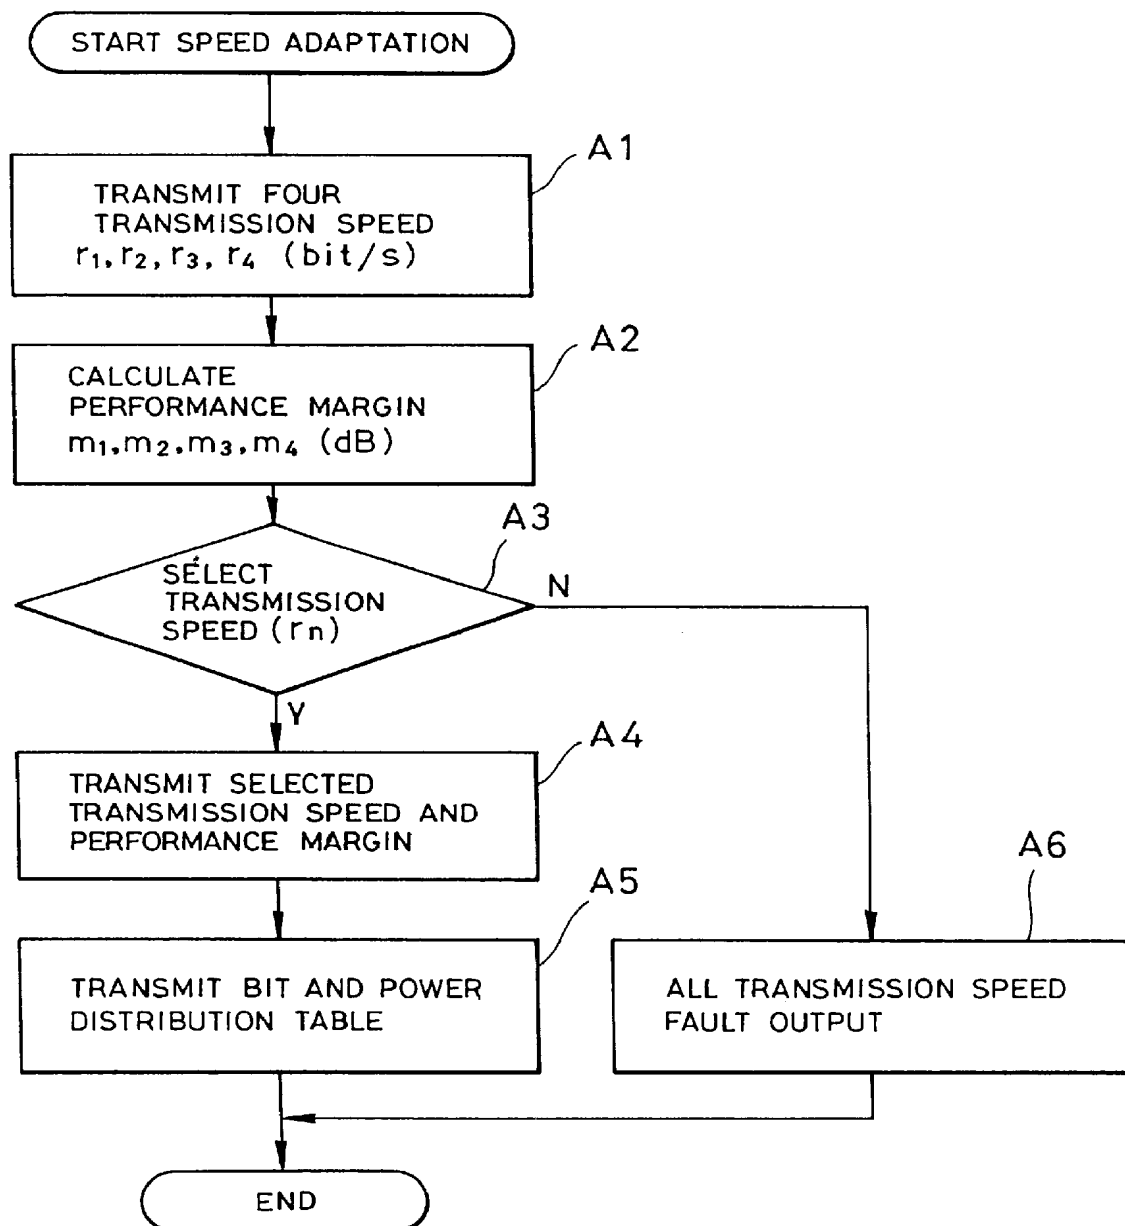 START SPEED ADAPTATION
A1
TRANSMIT FOUR
TRANSMISSION SPEED
r₁, r₂, r₃, r₄ (bit/s)
A2
CALCULATE
PERFORMANCE MARGIN
m₁, m₂, m₃, m₄ (dB)
A3
SELECT
TRANSMISSION
SPEED (rn)
N
Y
A4
TRANSMIT SELECTED
TRANSMISSION SPEED AND
PERFORMANCE MARGIN
A5
TRANSMIT BIT AND POWER
DISTRIBUTION TABLE
A6
ALL TRANSMISSION SPEED
FAULT OUTPUT
END